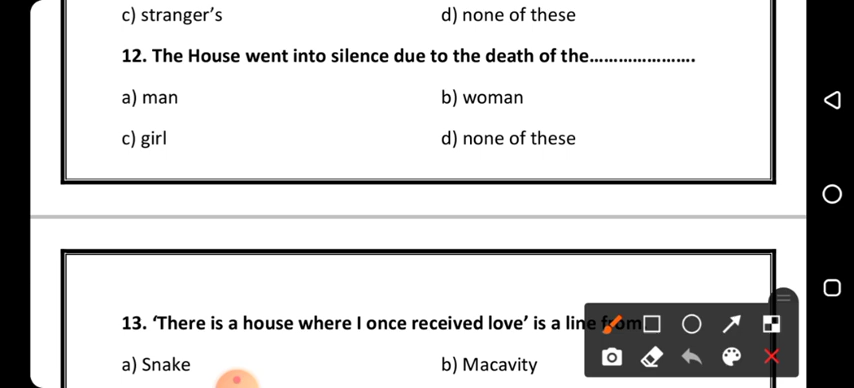 c) stranger’s d) none of these
12. The House went into silence due to the death of the......................
a) man b) woman
c) girl d) none of these
13. ‘There is a house where I once received love’ is a line from
a) Snake b) Macavity